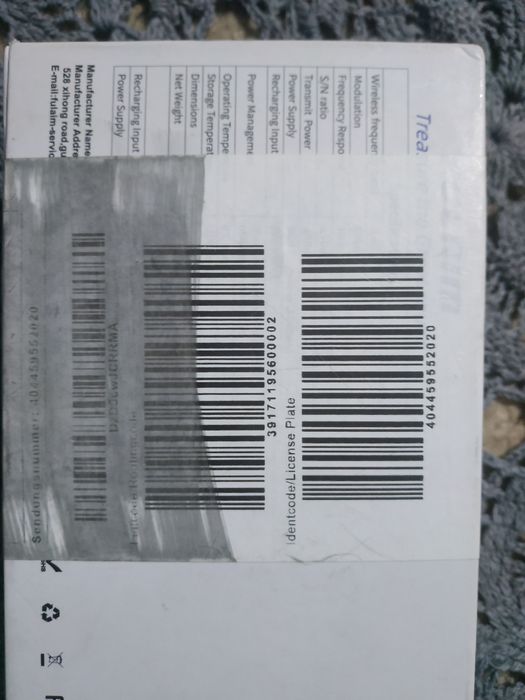 Trea
Wireless frequen
Modulation
Frequency Respo
S/N ratio
Transmit Power
Power Supply
Recharging Input
Power Manageme
Operating Tempe
Storage Temperat
Dimensions
Net Weight
Recharging Input
Power Supply
Manufacturer Name
Manufacturer Addre
528 xihong road,gu
E-mail:fulaim-servic
404459552020
Identcode/License Plate
39171195600002
Sendungsnummer: 404459552020